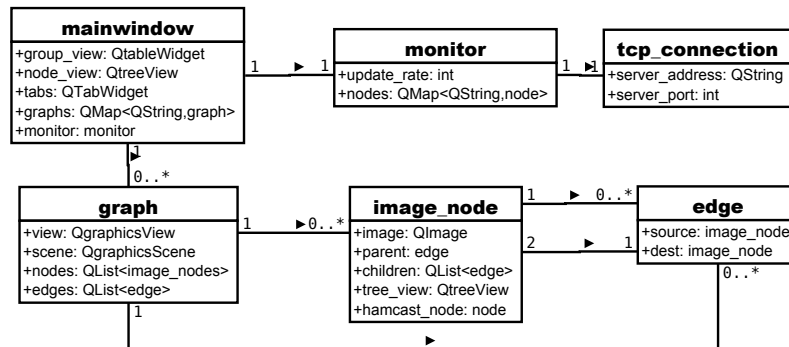 mainwindow
+group_view: QtableWidget
+node_view: QtreeView
+tabs: QTabWidget
+graphs: QMap<QString,graph>
+monitor: monitor
1
1
monitor
+update_rate: int
+nodes: QMap<QString,node>
1
1
tcp_connection
+server_address: QString
+server_port: int
1
0..*
graph
+view: QgraphicsView
+scene: QgraphicsScene
+nodes: QList<image_nodes>
+edges: QList<edge>
1
0..*
image_node
+image: QImage
+parent: edge
+children: QList<edge>
+tree_view: QtreeView
+hamcast_node: node
1
0..*
2
1
edge
+source: image_node
+dest: image_node
0..*
1